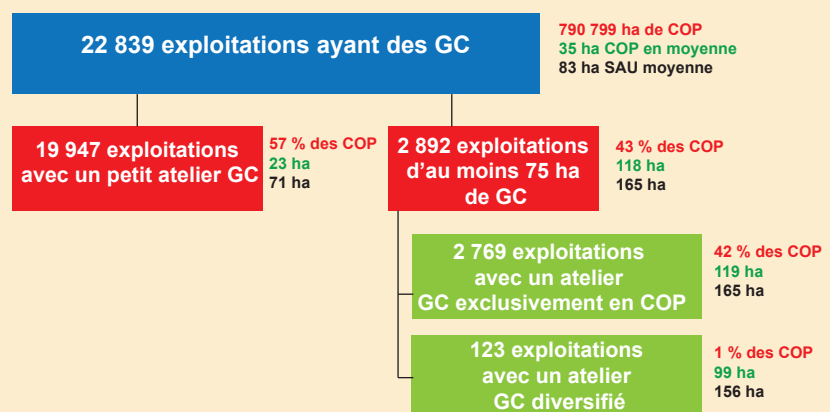 22 839 exploitations ayant des GC
790 799 ha de COP
35 ha COP en moyenne
83 ha SAU moyenne
19 947 exploitations
avec un petit atelier GC
57 % des COP
23 ha
71 ha
2 892 exploitations
d'au moins 75 ha
de GC
43 % des COP
118 ha
165 ha
2 769 exploitations
avec un atelier
GC exclusivement en COP
42 % des COP
119 ha
165 ha
123 exploitations
avec un atelier
GC diversifié
1 % des COP
99 ha
156 ha